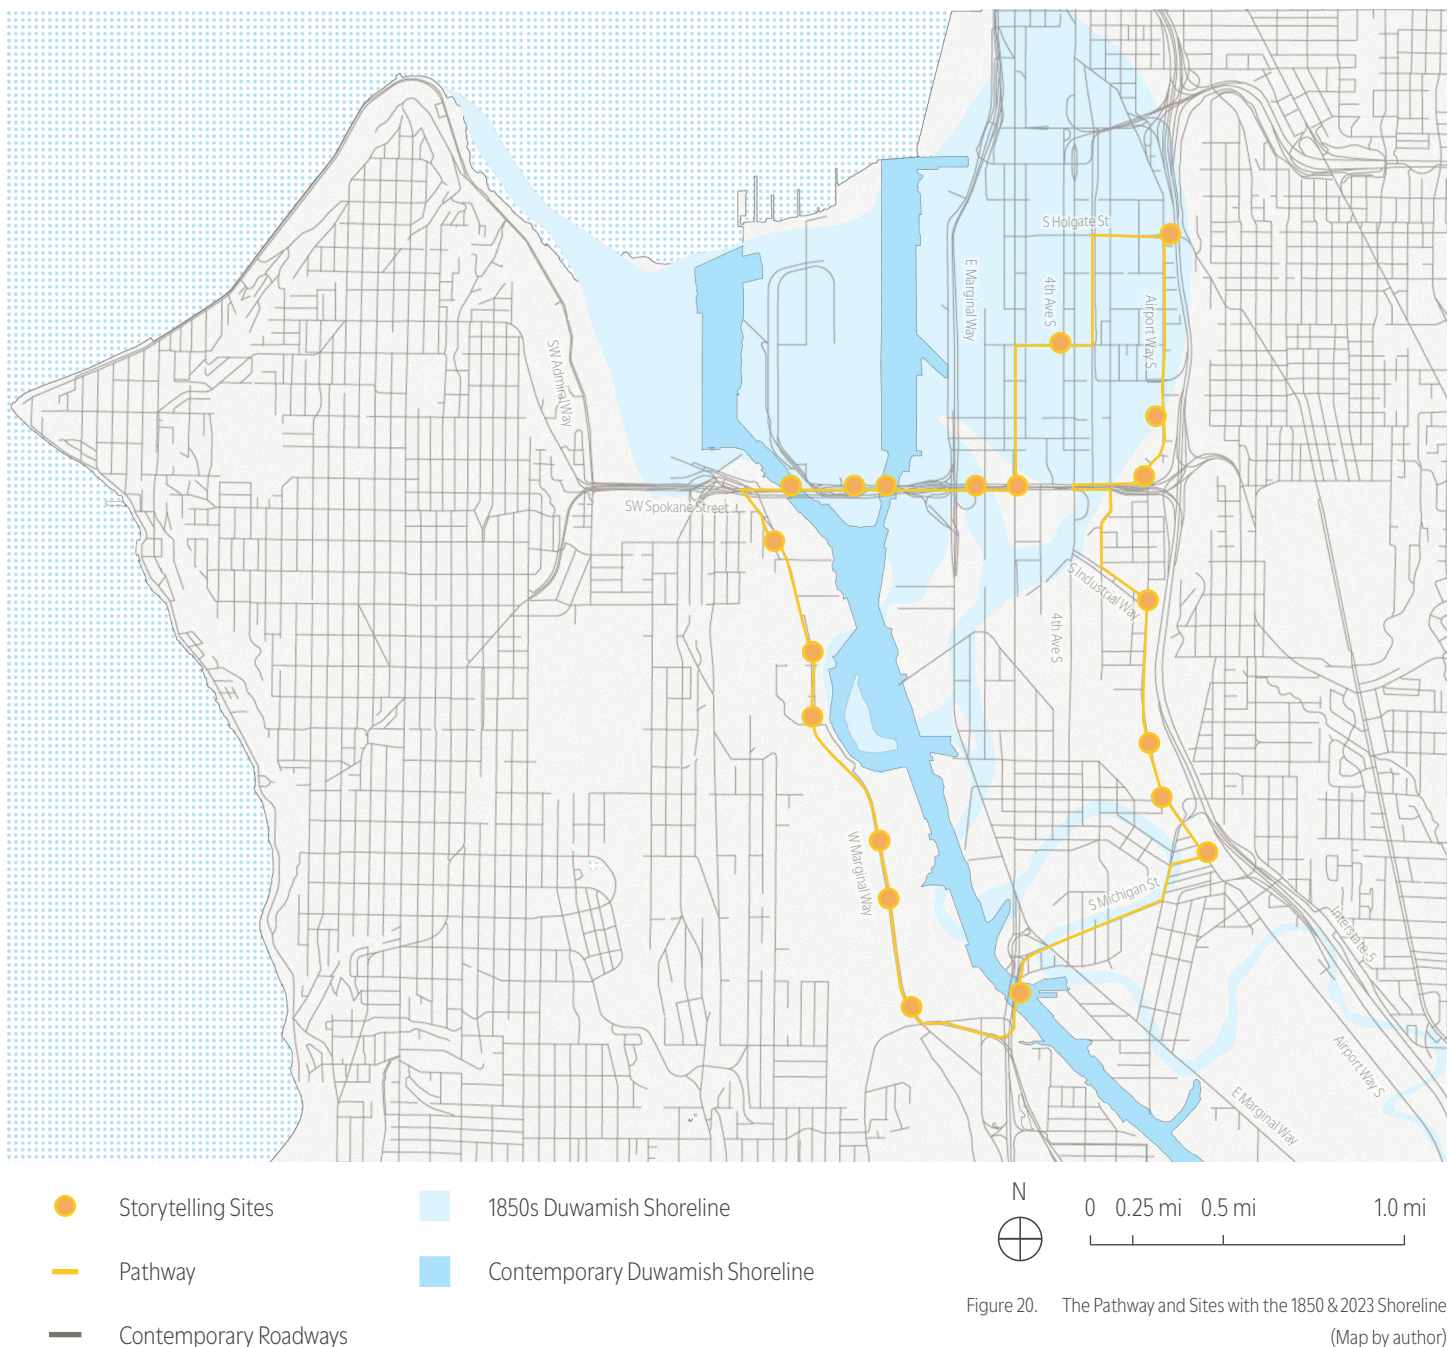 S Holgate St
E Marginal Way
4th Ave S
Airport Way S
SW Admiral Way
SW Spokane Street
S Industrial Way
4th Ave S
W Marginal Way
S Michigan St
Interstate 5
Airport Way S
E Marginal Way
Storytelling Sites
Pathway
Contemporary Roadways
1850s Duwamish Shoreline
Contemporary Duwamish Shoreline
N
0 0.25 mi 0.5 mi 1.0 mi
Figure 20. The Pathway and Sites with the 1850 & 2023 Shoreline
(Map by author)